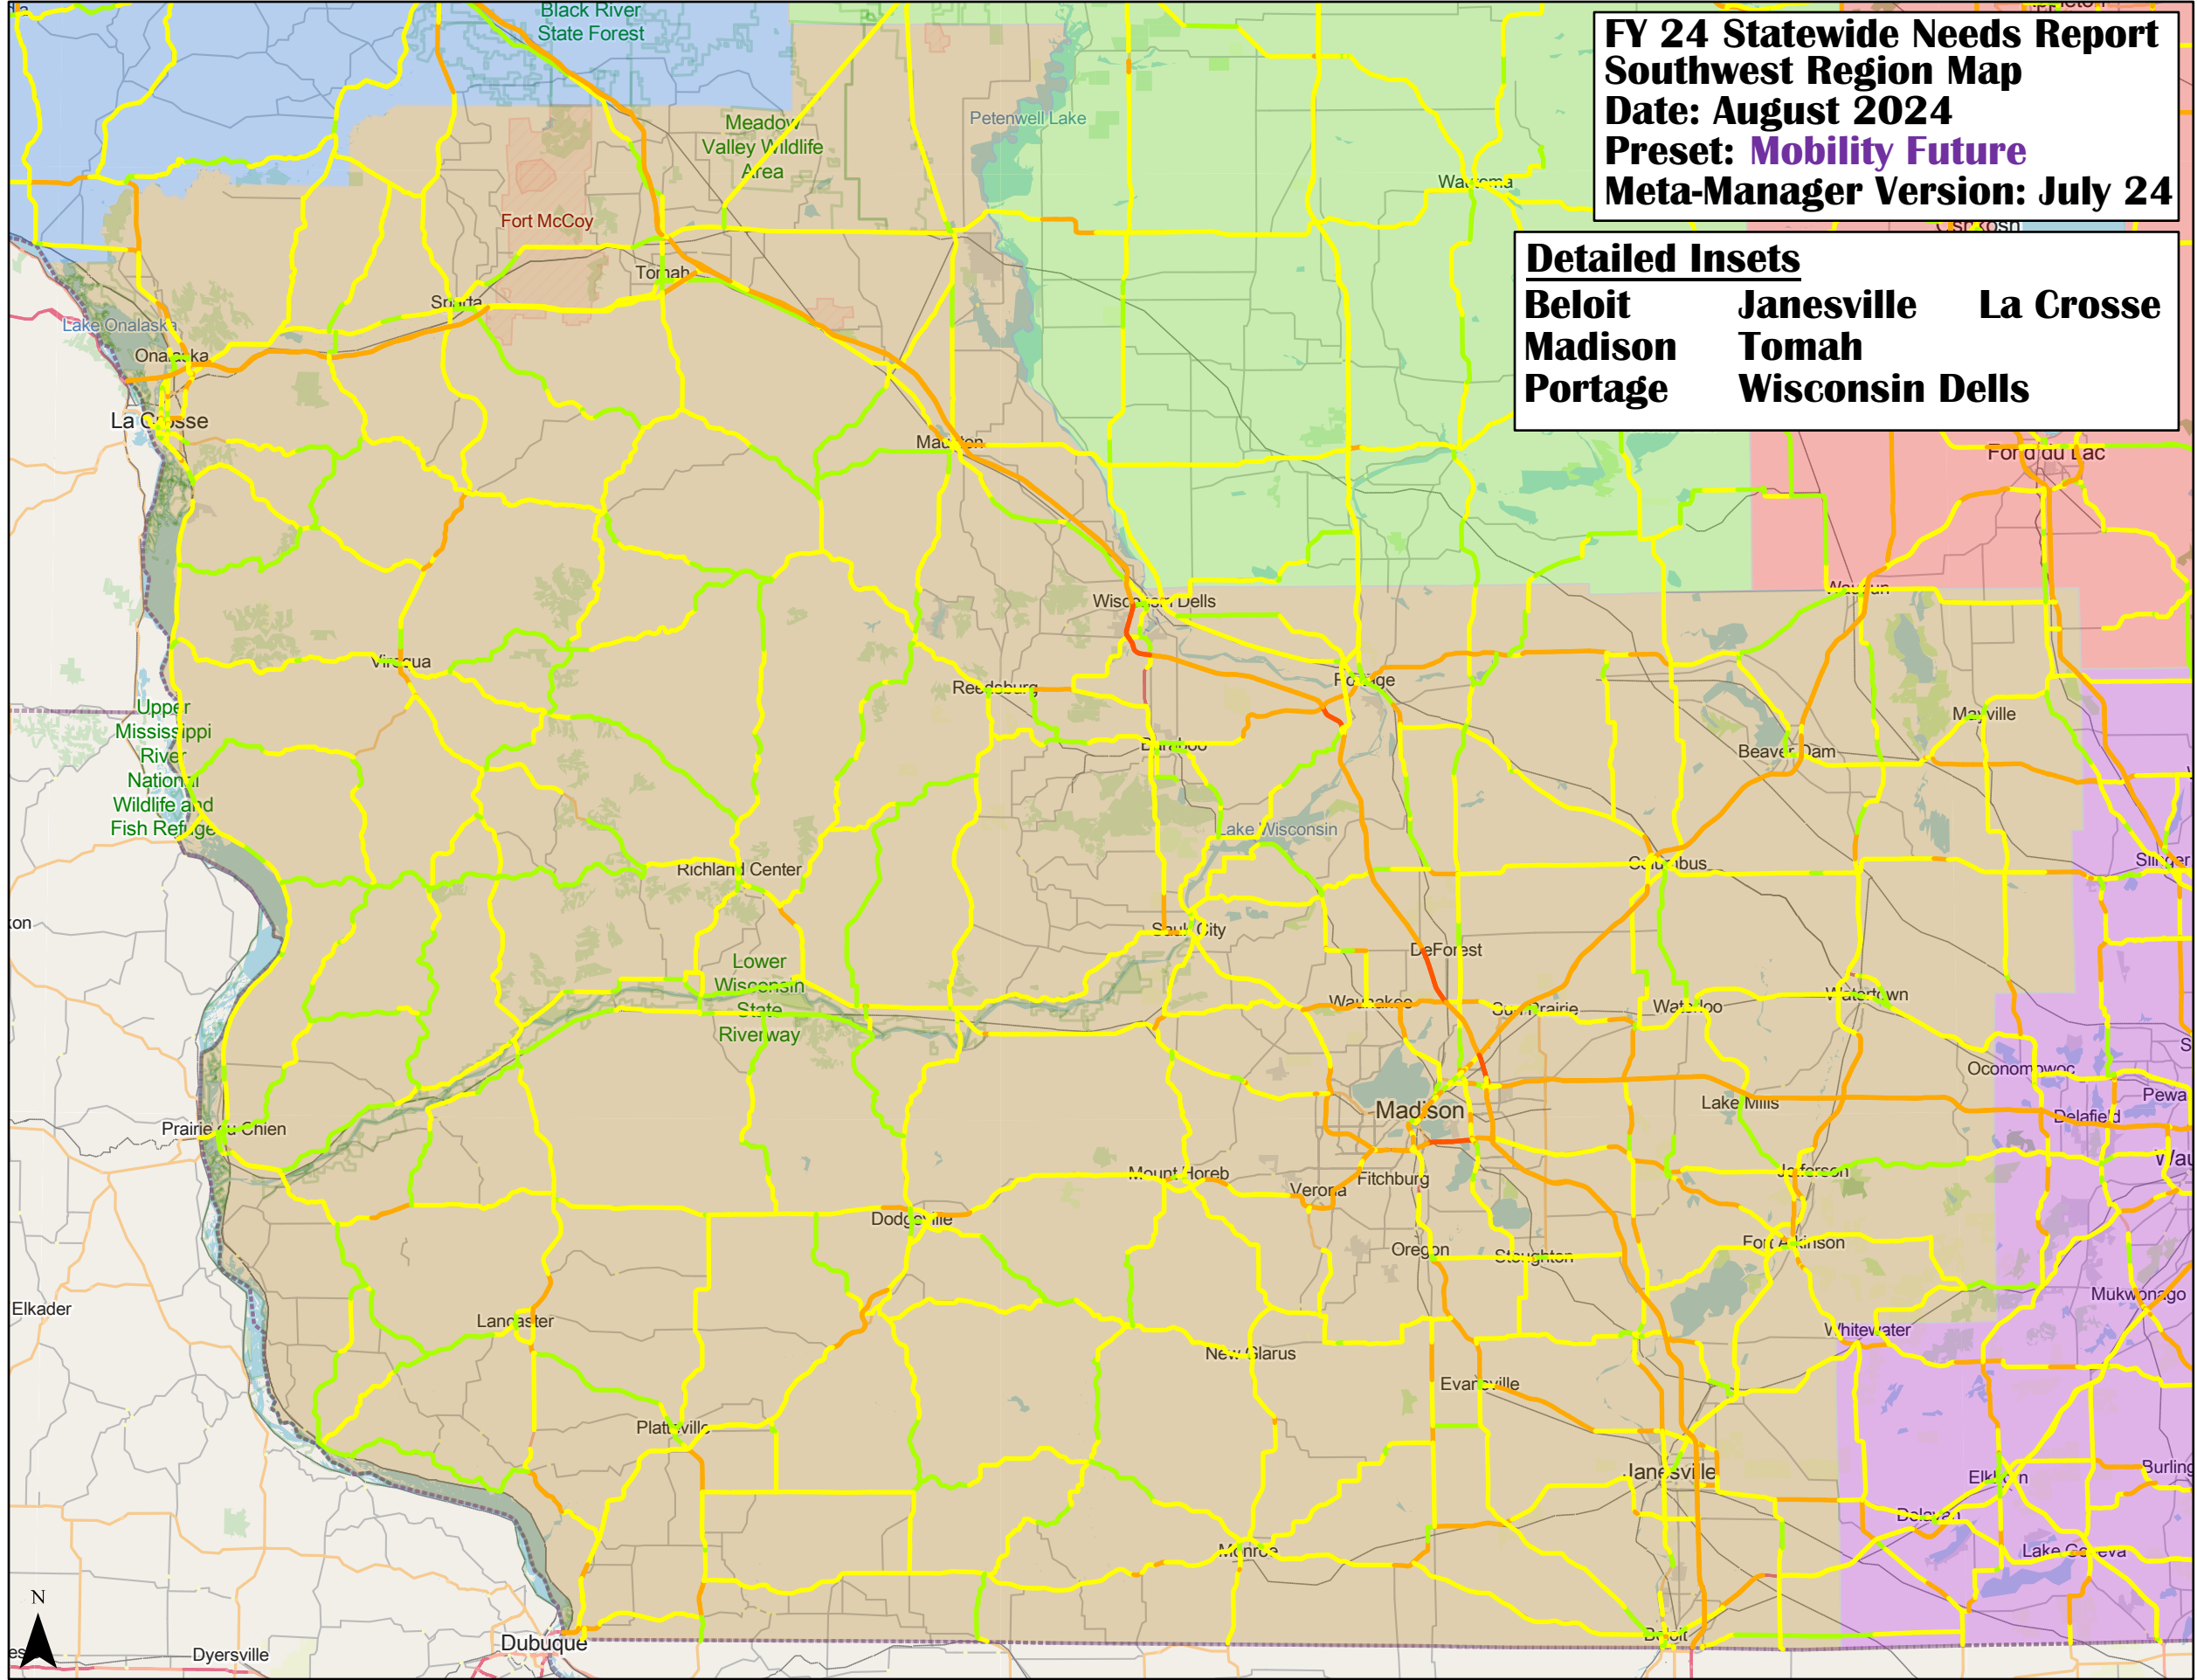 FY 24 Statewide Needs Report
Southwest Region Map
Date: August 2024
Preset: Mobility Future
Meta-Manager Version: July 24
Detailed Insets
Beloit Janesville La Crosse
Madison Tomah
Portage Wisconsin Dells
Black River
State Forest
Meadow
Valley Wildlife
Area
Petenwell Lake
Wautoma
Fort McCoy
Oshkosh
Tomah
Sparta
Lake Onalaska
Onalaska
La Crosse
Mauston
Fond du Lac
Waupun
Wisconsin Dells
Viroqua
Portage
Reedsburg
Upper
Mississippi
River
National
Wildlife and
Fish Refuge
Mayville
Baraboo
Beaver Dam
Lake Wisconsin
Slinger
Columbus
Richland Center
Sauk City
DeForest
Lower
Wisconsin
State
Riverway
Waunakee
Sun Prairie
Waterloo
Watertown
Oconomowoc
Pewa
Lake Mills
Madison
Delafield
Prairie du Chien
Wau
Mount Horeb
Jefferson
Fitchburg
Verona
Dodgeville
Fort Atkinson
Oregon
Stoughton
Mukwonago
Elkader
Lancaster
Whitewater
New Glarus
Evansville
Platteville
Janesville
Elkhorn
Burling
Delavan
Monroe
Lake Geneva
N
Beloit
Dubuque
Dyersville